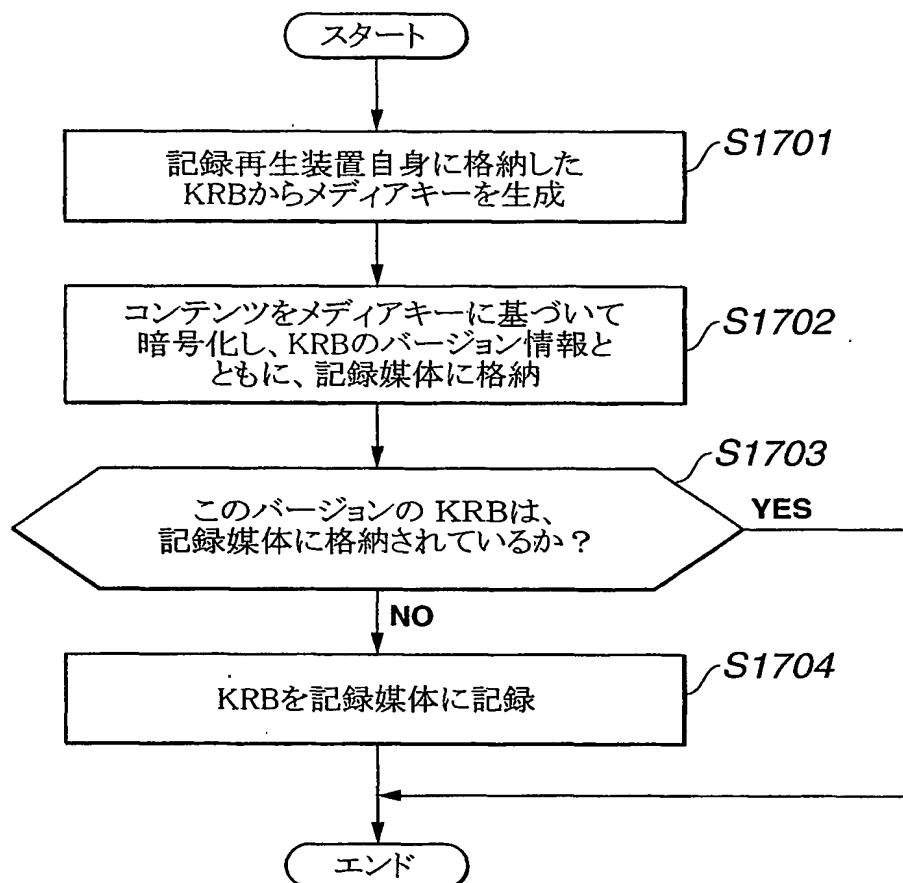 スタート
S1701
記録再生装置自身に格納した
KRBからメディアキーを生成
S1702
コンテンツをメディアキーに基づいて
暗号化し、KRBのバージョン情報と
ともに、記録媒体に格納
S1703
このバージョンの KRBは、
記録媒体に格納されているか？
YES
NO
S1704
KRBを記録媒体に記録
エンド